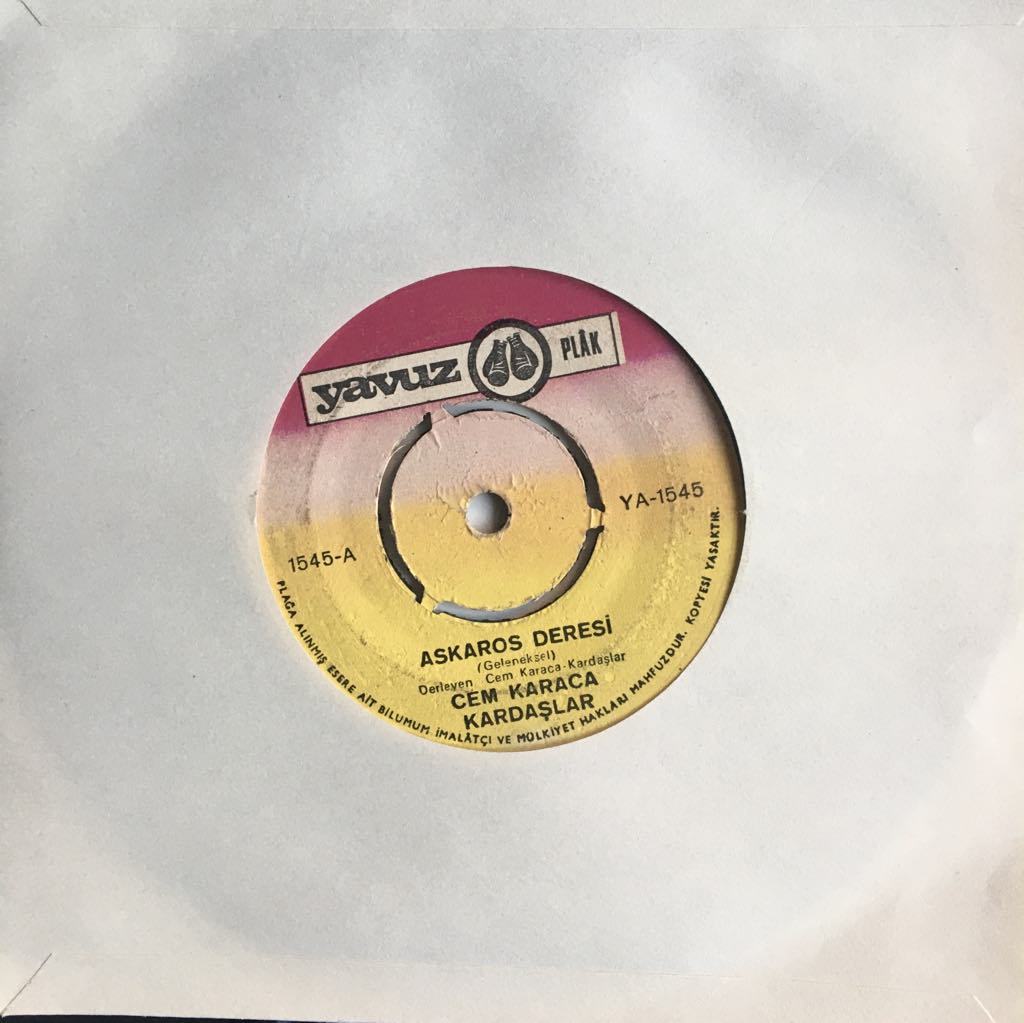 yavuz PLÂK
YA-1545
1545-A
ASKAROS DERESİ
(Geleneksel)
Derleyen Cem Karaca-Kardaşlar
CEM KARACA
KARDAŞLAR
PLAĞA ALINMIŞ ESERE AİT BİLUMUM İMALÂTÇI VE MÜLKİYET HAKLARI MAHFUZDUR. KOPYESİ YASAKTIR.